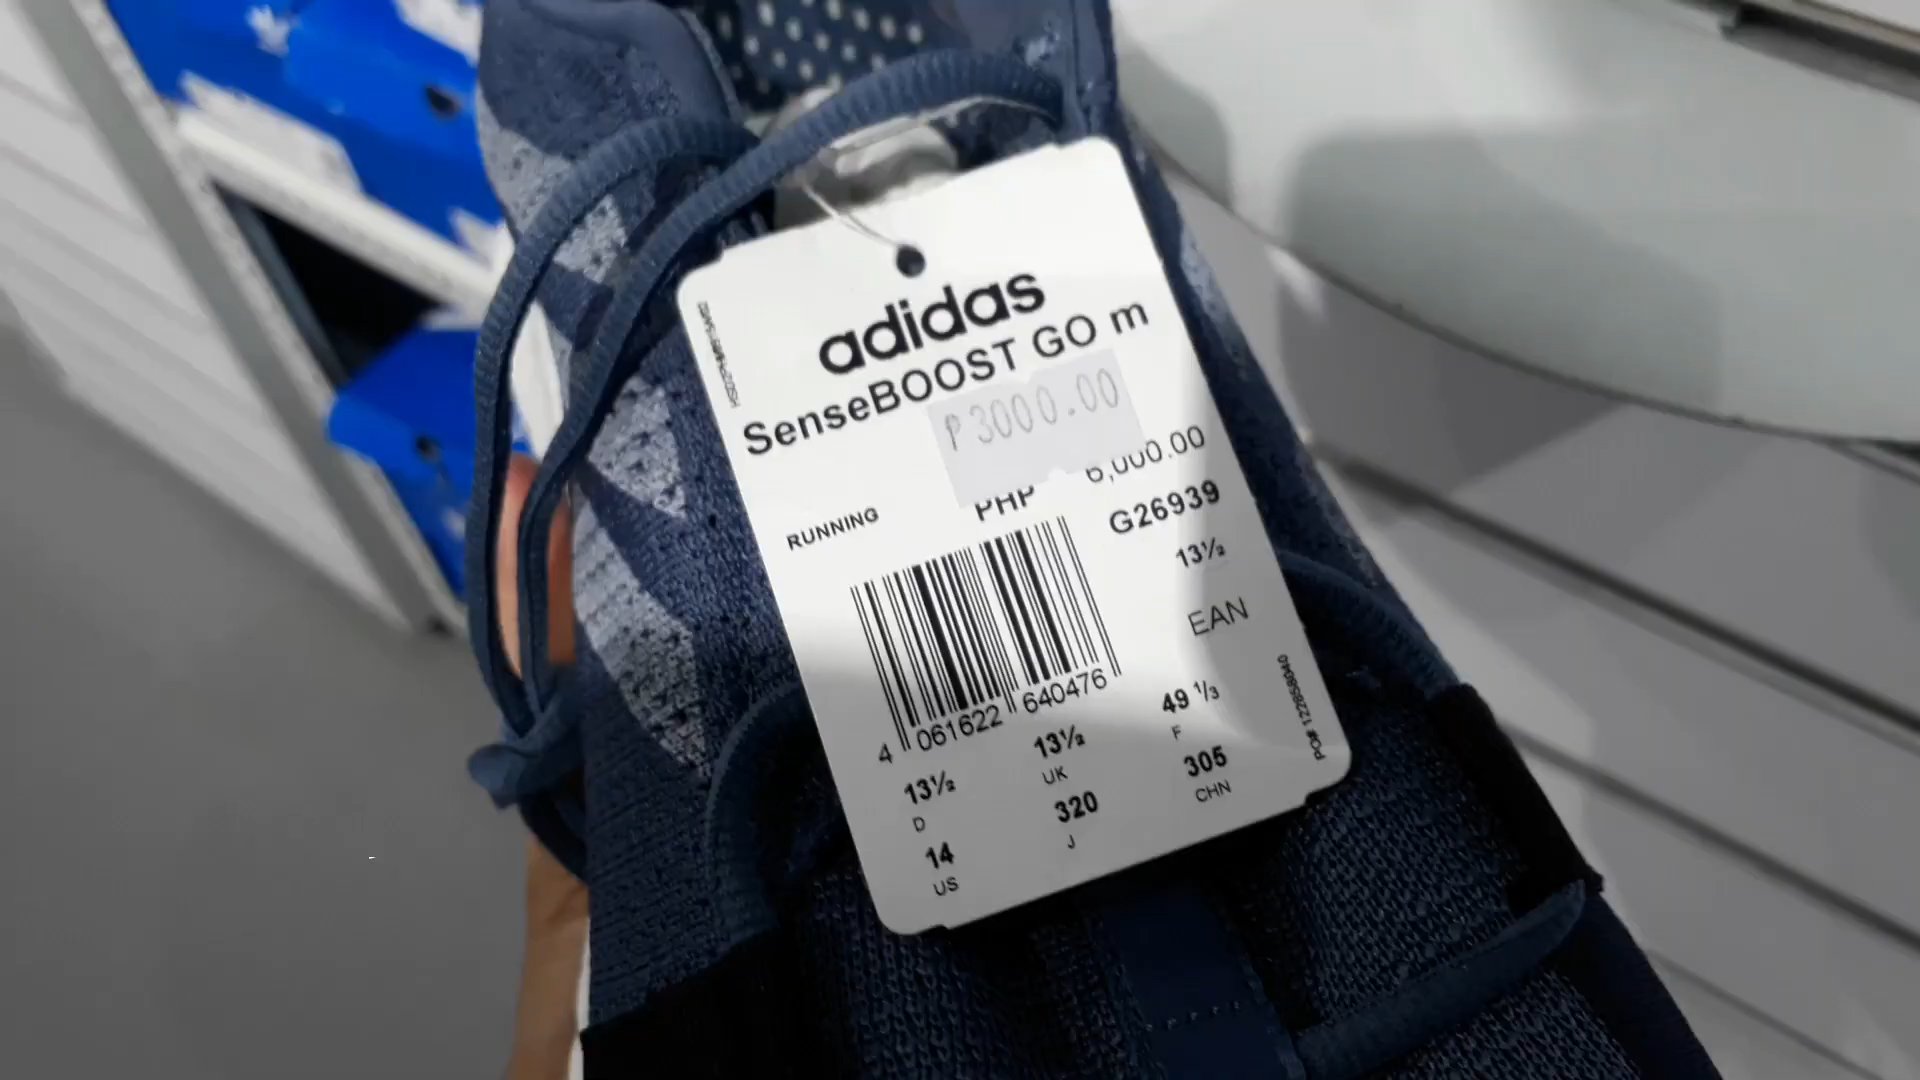 adidas
SenseBOOST GO m
₱3000.00
6,000.00
RUNNING
PHP
G26939
13½
EAN
4 061622 640476
13½
D
13½
UK
49 ⅓
F
14
US
320
J
305
CHN